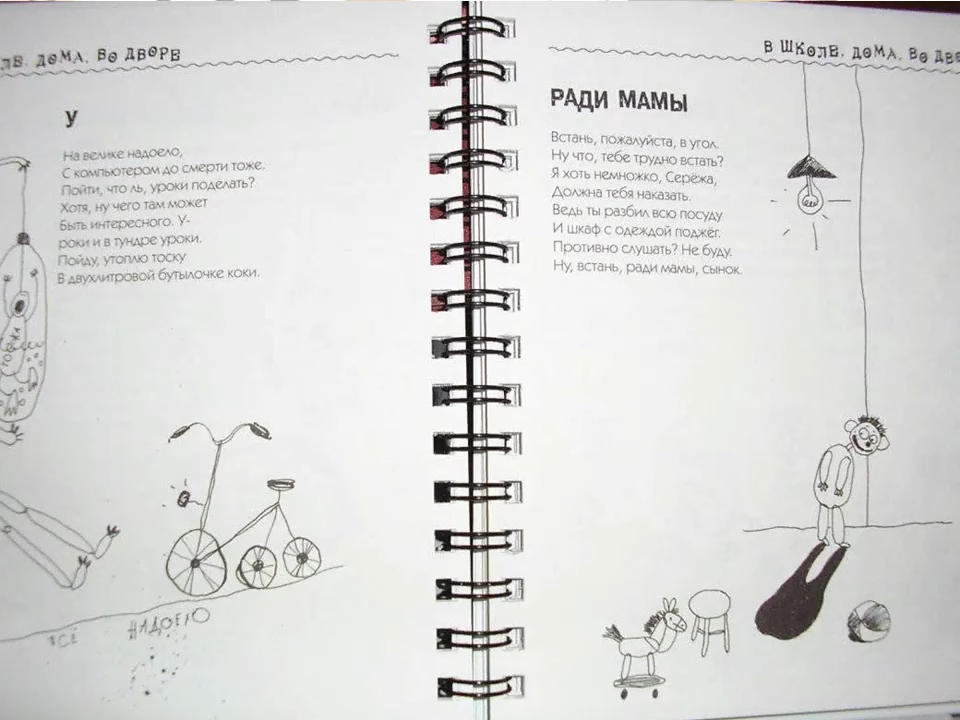 ДОМА, ВО ДВОРЕ
У
На велике надоело,
С компьютером до смерти тоже.
Пойти, что ль, уроки поделать?
Хотя, ну чего там может
Быть интересного. У-
роки и в тундре уроки.
Пойду, утоплю тоску
В двухлитровой бутылочке коки.
ВСЁ НАДОЕЛО
В ШКОЛЕ, ДОМА, ВО ДВО
РАДИ МАМЫ
Встань, пожалуйста, в угол.
Ну что, тебе трудно встать?
Я хоть немножко, Серёжа,
Должна тебя наказать.
Ведь ты разбил всю посуду
И шкаф с одеждой поджёг.
Противно слушать? Не буду.
Ну, встань, ради мамы, сынок.